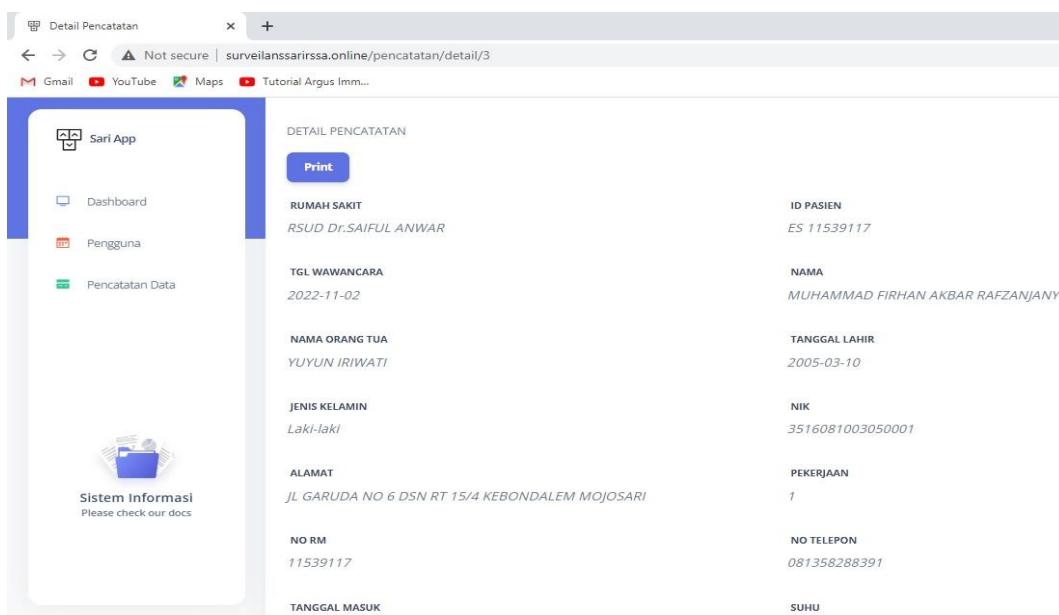 Detail Pencatatan
Not secure | surveilanssarirssa.online/pencatatan/detail/3
Gmail YouTube Maps Tutorial Argus Imm...
Sari App
Dashboard
Pengguna
Pencatatan Data
Sistem Informasi
Please check our docs
DETAIL PENCATATAN
Print
RUMAH SAKIT
RSUD Dr.SAIFUL ANWAR
ID PASIEN
ES 11539117
TGL WAWANCARA
2022-11-02
NAMA
MUHAMMAD FIRHAN AKBAR RAFZANJANY
NAMA ORANG TUA
YUYUN IRIWATI
TANGGAL LAHIR
2005-03-10
JENIS KELAMIN
Laki-laki
NIK
3516081003050001
ALAMAT
JL GARUDA NO 6 DSN RT 15/4 KEBONDALEM MOJOSARI
PEKERJAAN
1
NO RM
11539117
NO TELEPON
081358288391
TANGGAL MASUK
SUHU